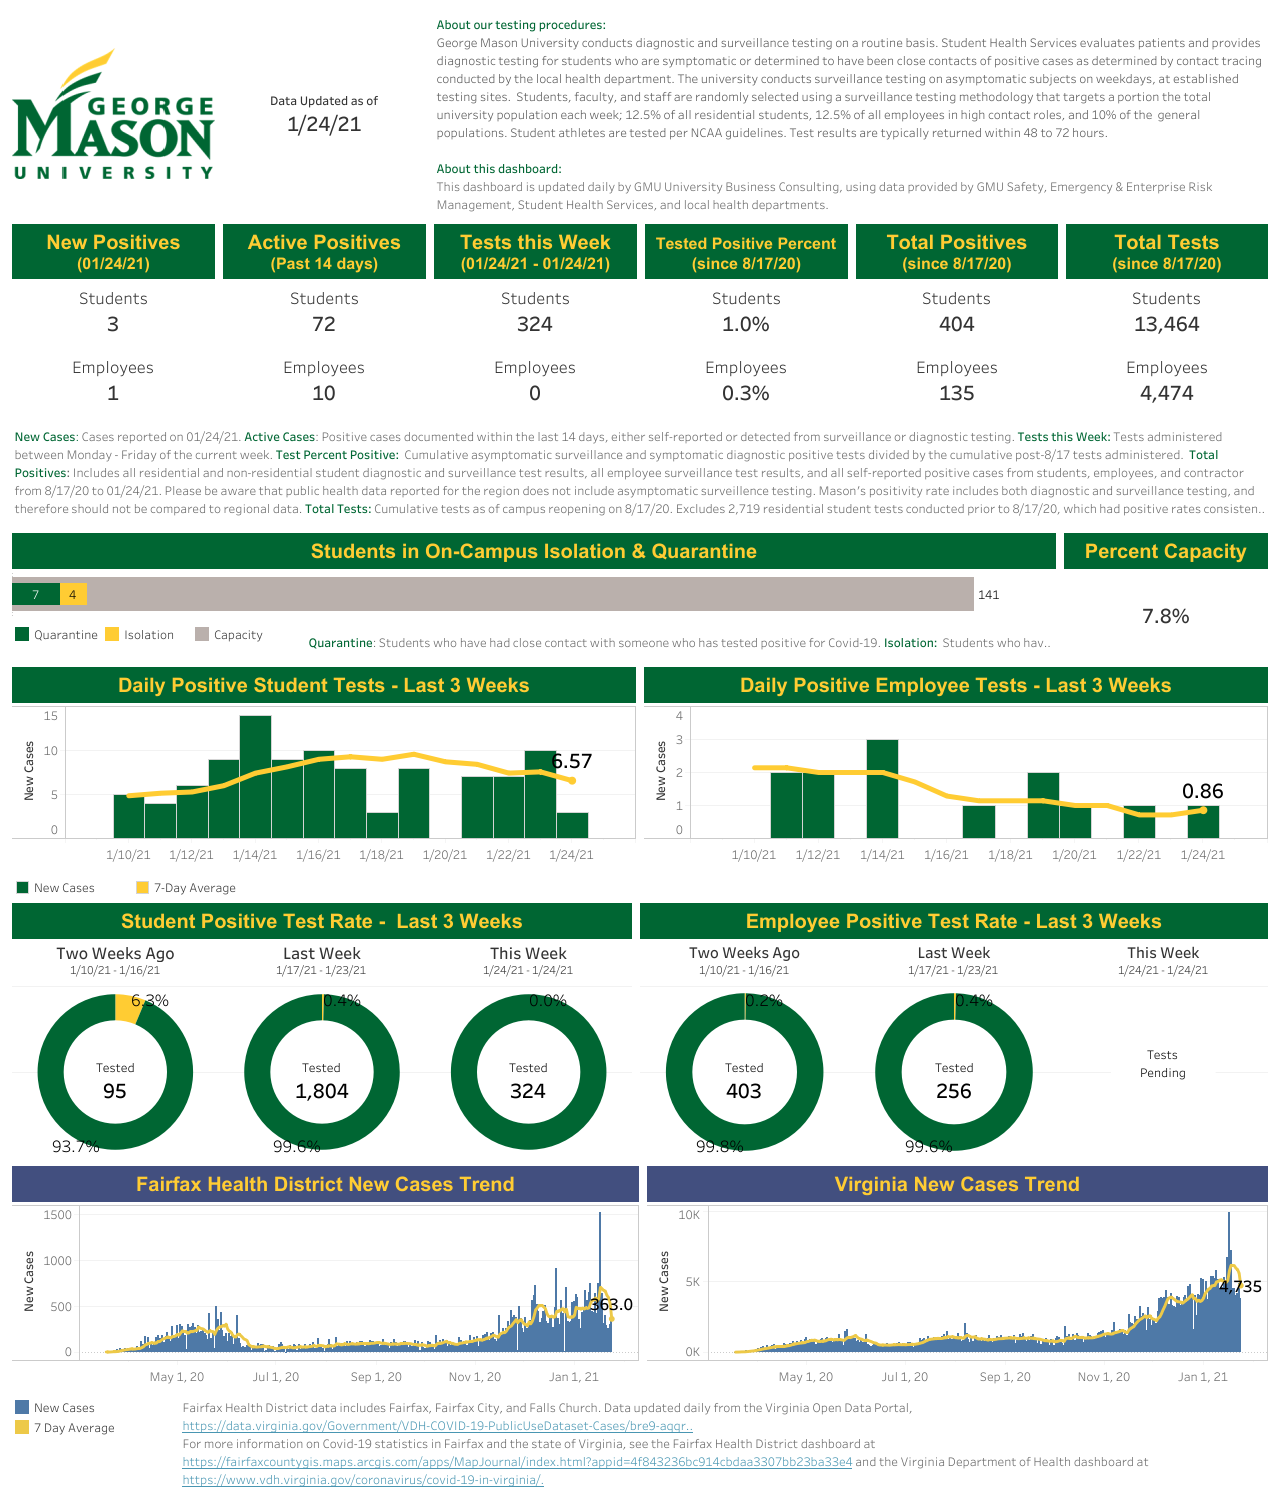 About our testing procedures:
George Mason University conducts diagnostic and surveillance testing on a routine basis. Student Health Services evaluates patients and provides
diagnostic testing for students who are symptomatic or determined to have been close contacts of positive cases as determined by contact tracing
conducted by the local health department. The university conducts surveillance testing on asymptomatic subjects on weekdays, at established
testing sites. Students, faculty, and staff are randomly selected using a surveillance testing methodology that targets a portion the total
university population each week; 12.5% of all residential students, 12.5% of all employees in high contact roles, and 10% of the general
populations. Student athletes are tested per NCAA guidelines. Test results are typically returned within 48 to 72 hours.
GEORGE
MASON
UNIVERSITY
Data Updated as of
1/24/21
About this dashboard:
This dashboard is updated daily by GMU University Business Consulting, using data provided by GMU Safety, Emergency & Enterprise Risk
Management, Student Health Services, and local health departments.
New Positives Active Positives Tests this Week Tested Positive Percent Total Positives Total Tests
(01/24/21) (Past 14 days) (01/24/21 - 01/24/21) (since 8/17/20) (since 8/17/20) (since 8/17/20)
Students Students Students Students Students Students
3 72 324 1.0% 404 13,464
Employees Employees Employees Employees Employees Employees
1 10 0 0.3% 135 4,474
New Cases: Cases reported on 01/24/21. Active Cases: Positive cases documented within the last 14 days, either self-reported or detected from surveillance or diagnostic testing. Tests this Week: Tests administered
between Monday - Friday of the current week. Test Percent Positive: Cumulative asymptomatic surveillance and symptomatic diagnostic positive tests divided by the cumulative post-8/17 tests administered. Total
Positives: Includes all residential and non-residential student diagnostic and surveillance test results, all employee surveillance test results, and all self-reported positive cases from students, employees, and contractor
from 8/17/20 to 01/24/21. Please be aware that public health data reported for the region does not include asymptomatic surveillence testing. Mason's positivity rate includes both diagnostic and surveillance testing, and
therefore should not be compared to regional data. Total Tests: Cumulative tests as of campus reopening on 8/17/20. Excludes 2,719 residential student tests conducted prior to 8/17/20, which had positive rates consisten..
Students in On-Campus Isolation & Quarantine Percent Capacity
7 4 141
7.8%
Quarantine Isolation Capacity
Quarantine: Students who have had close contact with someone who has tested positive for Covid-19. Isolation: Students who hav..
Daily Positive Student Tests - Last 3 Weeks
New Cases
15
10
5
0
6.57
1/10/21 1/12/21 1/14/21 1/16/21 1/18/21 1/20/21 1/22/21 1/24/21
Daily Positive Employee Tests - Last 3 Weeks
New Cases
4
3
2
1
0
0.86
1/10/21 1/12/21 1/14/21 1/16/21 1/18/21 1/20/21 1/22/21 1/24/21
New Cases 7-Day Average
Student Positive Test Rate - Last 3 Weeks
Two Weeks Ago Last Week This Week
1/10/21 - 1/16/21 1/17/21 - 1/23/21 1/24/21 - 1/24/21
6.3% 0.4% 0.0%
Tested Tested Tested
95 1,804 324
93.7% 99.6%
Employee Positive Test Rate - Last 3 Weeks
Two Weeks Ago Last Week This Week
1/10/21 - 1/16/21 1/17/21 - 1/23/21 1/24/21 - 1/24/21
0.2% 0.4%
Tested Tested Tests
403 256 Pending
99.8% 99.6%
Fairfax Health District New Cases Trend
New Cases
1500
1000
500
0
363.0
May 1, 20 Jul 1, 20 Sep 1, 20 Nov 1, 20 Jan 1, 21
Virginia New Cases Trend
New Cases
10K
5K
0K
4,735
May 1, 20 Jul 1, 20 Sep 1, 20 Nov 1, 20 Jan 1, 21
New Cases
7 Day Average
Fairfax Health District data includes Fairfax, Fairfax City, and Falls Church. Data updated daily from the Virginia Open Data Portal,
https://data.virginia.gov/Government/VDH-COVID-19-PublicUseDataset-Cases/bre9-aqqr..
For more information on Covid-19 statistics in Fairfax and the state of Virginia, see the Fairfax Health District dashboard at
https://fairfaxcountygis.maps.arcgis.com/apps/MapJournal/index.html?appid=4f843236bc914cbdaa3307bb23ba33e4 and the Virginia Department of Health dashboard at
https://www.vdh.virginia.gov/coronavirus/covid-19-in-virginia/.